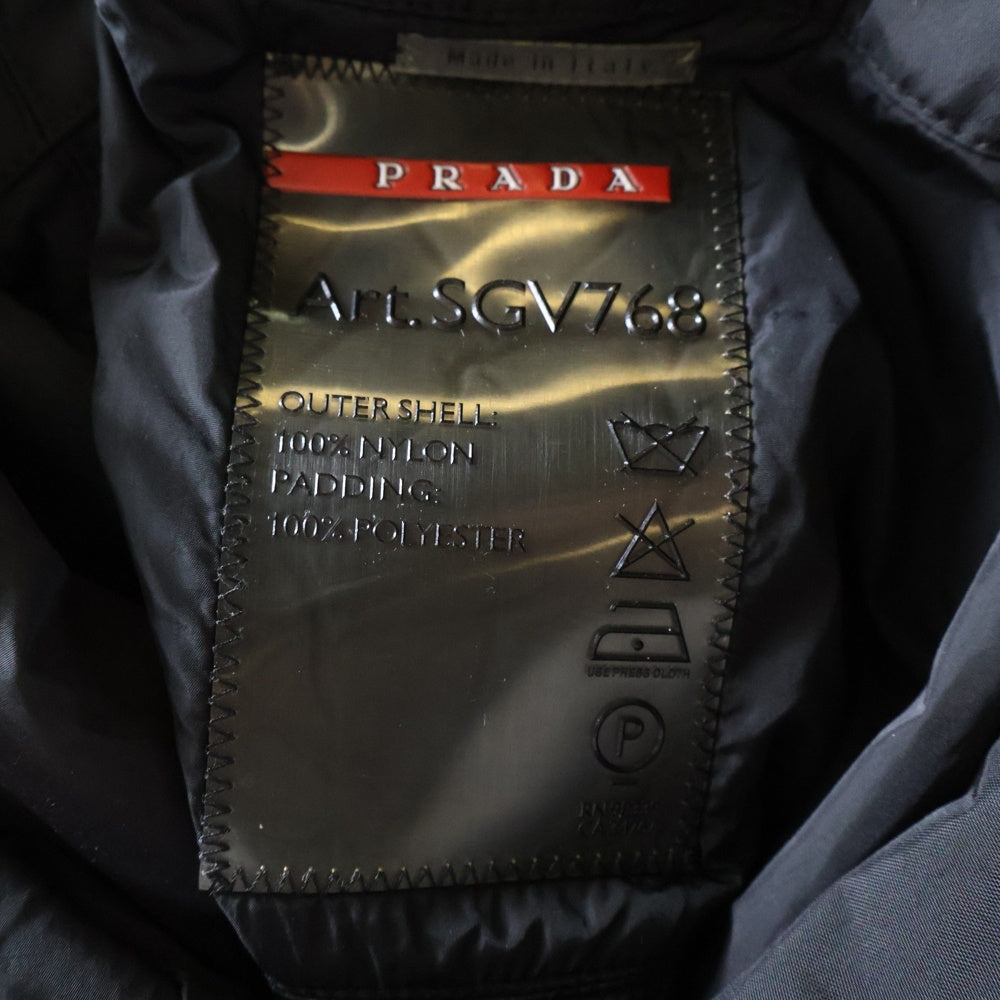 Made in Italy
PRADA
Art.SGV768
OUTER SHELL:
100% NYLON
PADDING:
100% POLYESTER
USE PRESS CLOTH
P